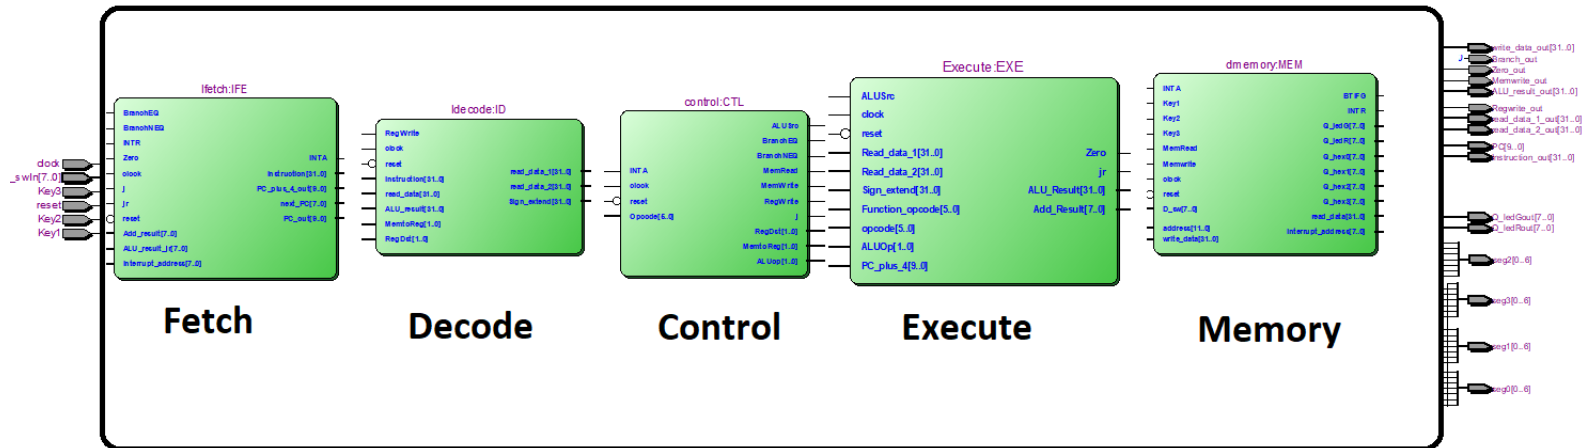 clock
_swIn[7..0]
Key3
reset
Key2
Key1
Ifetch:IFE
BranchEQ
BranchNEQ
INTR
Zero
clock
j
jr
reset
Add_result[7..0]
ALU_result_jr[7..0]
Interrupt_address[7..0]
INTA
Instruction[31..0]
PC_plus_4_out[9..0]
next_PC[7..0]
PC_out[9..0]
Fetch
Idecode:ID
RegWrite
clock
reset
Instruction[31..0]
read_data[31..0]
ALU_result[31..0]
MemtoReg[1..0]
RegDst[1..0]
read_data_1[31..0]
read_data_2[31..0]
Sign_extend[31..0]
Decode
control:CTL
INTA
clock
reset
Opcode[5..0]
ALUSrc
BranchEQ
BranchNEQ
MemRead
MemWrite
RegWrite
j
RegDst[1..0]
MemtoReg[1..0]
ALUop[1..0]
Control
Execute:EXE
ALUSrc
clock
reset
Read_data_1[31..0]
Read_data_2[31..0]
Sign_extend[31..0]
Function_opcode[5..0]
opcode[5..0]
ALUOp[1..0]
PC_plus_4[9..0]
Zero
jr
ALU_Result[31..0]
Add_Result[7..0]
Execute
dmemory:MEM
INTA
Key1
Key2
Key3
MemRead
Memwrite
clock
reset
D_sw[7..0]
address[11..0]
write_data[31..0]
BTIFG
INTR
Q_ledG[7..0]
Q_ledR[7..0]
Q_hex0[7..0]
Q_hex1[7..0]
Q_hex2[7..0]
Q_hex3[7..0]
read_data[31..0]
Interrupt_address[7..0]
Memory
write_data_out[31..0]
Branch_out
Zero_out
Memwrite_out
ALU_result_out[31..0]
Regwrite_out
read_data_1_out[31..0]
read_data_2_out[31..0]
PC[9..0]
Instruction_out[31..0]
Q_ledGout[7..0]
Q_ledRout[7..0]
seg2[0..6]
seg3[0..6]
seg1[0..6]
seg0[0..6]